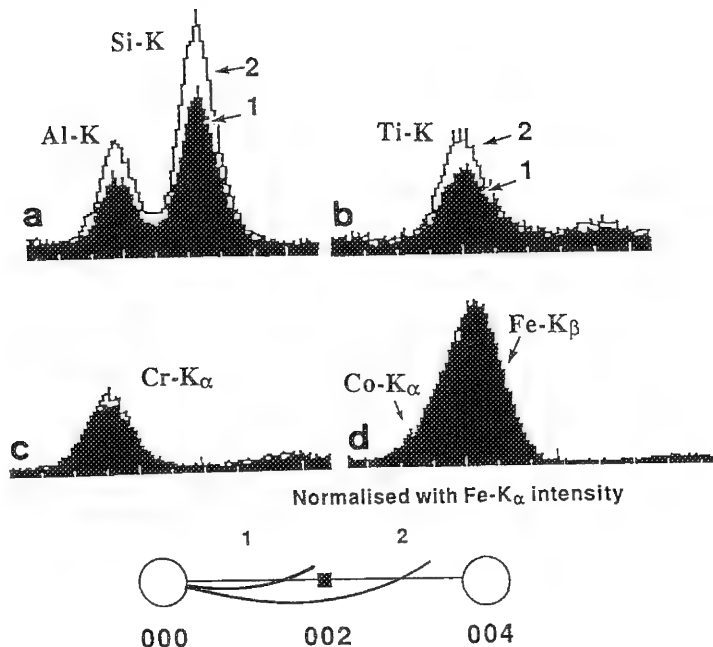 Si-K
2
1
Al-K
a
Ti-K
2
1
b
Cr-Kα
c
Fe-Kβ
Co-Kα
d
Normalised with Fe-Kα intensity
1 2
000 002 004